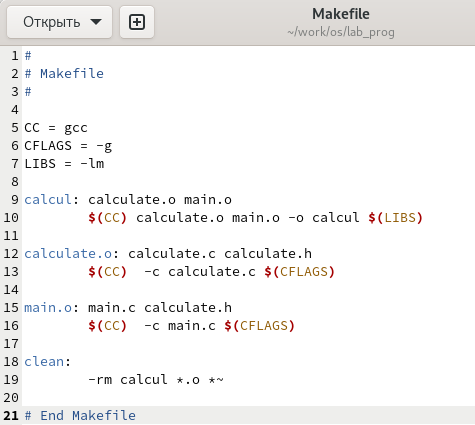 Открыть
Makefile
~/work/os/lab_prog
1 #
2 # Makefile
3 #
4
5 CC = gcc
6 CFLAGS = -g
7 LIBS = -lm
8
9 calcul: calculate.o main.o
10 $(CC) calculate.o main.o -o calcul $(LIBS)
11
12 calculate.o: calculate.c calculate.h
13 $(CC)  -c calculate.c $(CFLAGS)
14
15 main.o: main.c calculate.h
16 $(CC)  -c main.c $(CFLAGS)
17
18 clean:
19 -rm calcul *.o *~
20
21 # End Makefile